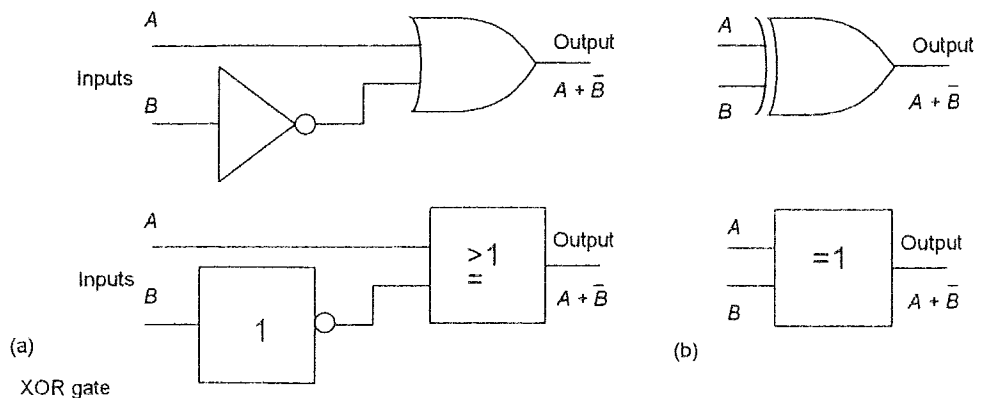 A
Output
Inputs
A + B̅
B
A
Output
B
A + B̅
A
Output
>1
=
Inputs
A + B̅
B
1
(a)
XOR gate
A
Output
=1
B
A + B̅
(b)